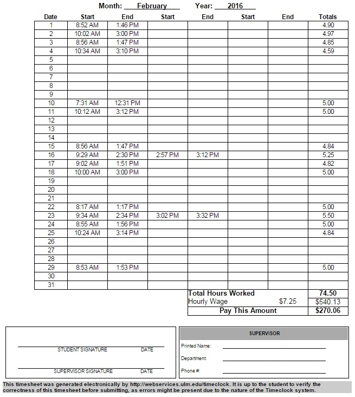 Month: February Year: 2016
Date Start End Start End Start End Totals
1 8:52 AM 1:46 PM 4.90
2 10:02 AM 3:00 PM 4.97
3 8:56 AM 1:47 PM 4.85
4 10:34 AM 3:10 PM 4.59
5
6
7
8
9
10 7:31 AM 12:31 PM 5.00
11 10:12 AM 3:12 PM 5.00
12
13
14
15 8:56 AM 1:47 PM 4.84
16 9:29 AM 2:30 PM 2:57 PM 3:12 PM 5.25
17 9:02 AM 1:51 PM 4.82
18 10:00 AM 3:00 PM 5.00
19
20
21
22 8:17 AM 1:17 PM 5.00
23 9:34 AM 2:34 PM 3:02 PM 3:32 PM 5.50
24 8:55 AM 1:56 PM 5.00
25 10:24 AM 3:14 PM 4.84
26
27
28
29 8:53 AM 1:53 PM 5.00
30
31
Total Hours Worked 74.50
Hourly Wage $7.25 $540.13
Pay This Amount $270.06
SUPERVISOR
Printed Name:
STUDENT SIGNATURE DATE
Department:
SUPERVISOR SIGNATURE DATE
Phone #:
This timesheet was generated electronically by http://webservices.ulm.edu/timeclock. It is up to the student to verify the
correctness of this timesheet before submitting, as errors might be present due to the nature of the Timeclock system.